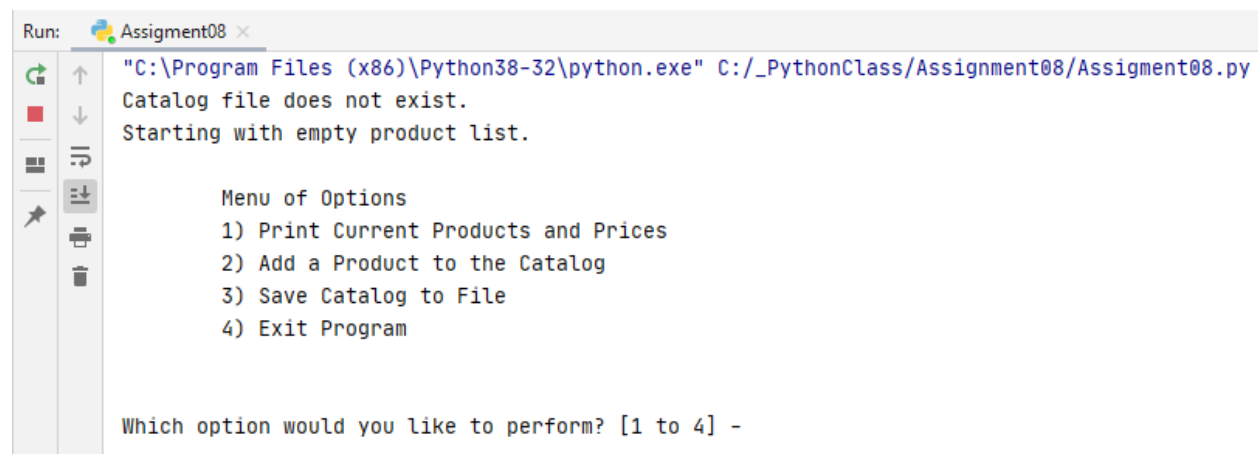 Run: Assigment08
"C:\Program Files (x86)\Python38-32\python.exe" C:/_PythonClass/Assignment08/Assigment08.py
Catalog file does not exist.
Starting with empty product list.
Menu of Options
1) Print Current Products and Prices
2) Add a Product to the Catalog
3) Save Catalog to File
4) Exit Program
Which option would you like to perform? [1 to 4] -